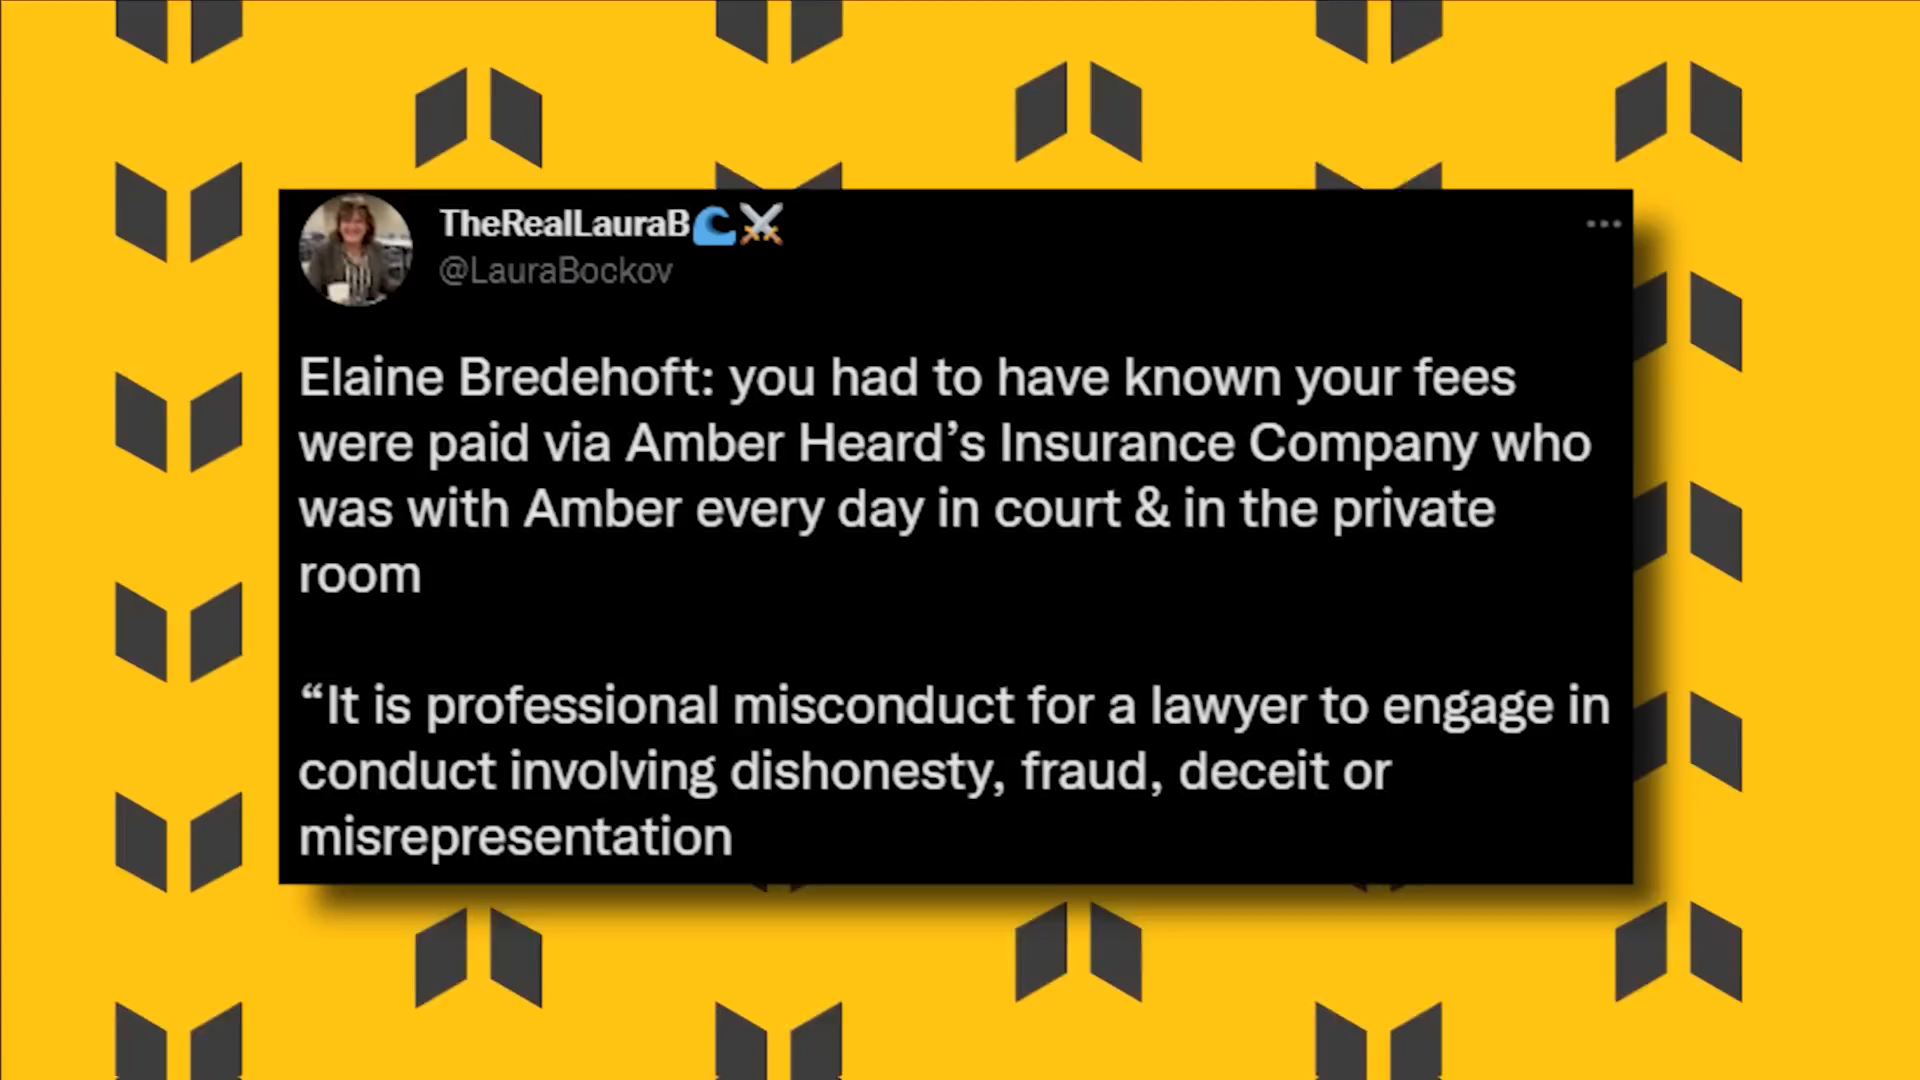 TheRealLauraB🌊⚔️
@LauraBockov
Elaine Bredehoft: you had to have known your fees
were paid via Amber Heard’s Insurance Company who
was with Amber every day in court & in the private
room
“It is professional misconduct for a lawyer to engage in
conduct involving dishonesty, fraud, deceit or
misrepresentation